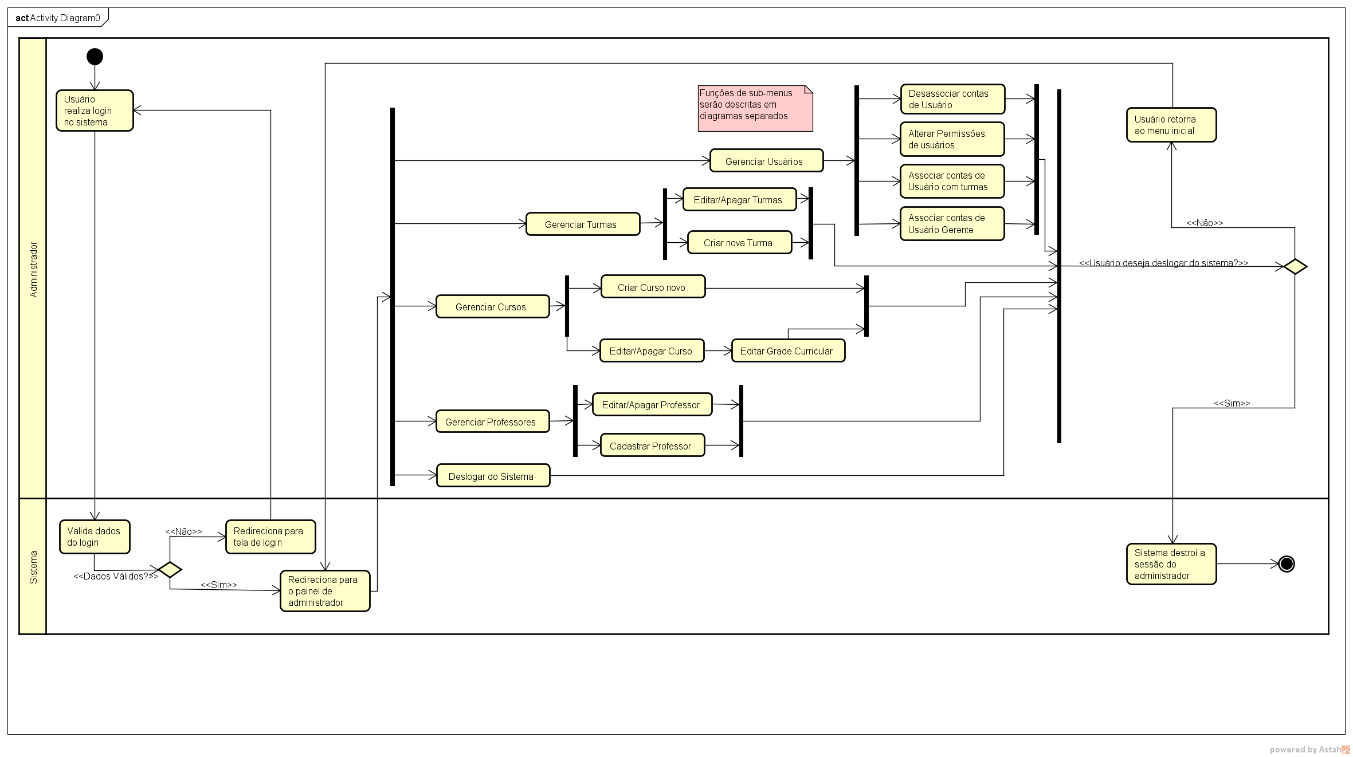 act Activity Diagram0
Administrador
Usuário
realiza login
no sistema
Funções de sub-menus
serão descritas em
diagramas separados
Desassociar contas
de Usuário
Alterar Permissões
de usuários
Associar contas de
Usuário com turmas
Associar contas de
Usuário Gerente
Usuário retorna
ao menu inicial
Gerenciar Usuários
Gerenciar Turmas
Editar/Apagar Turmas
Criar nova Turma
<<Não>>
<<Usuário deseja deslogar do sistema?>>
Gerenciar Cursos
Criar Curso novo
Editar/Apagar Curso
Editar Grade Curricular
<<Sim>>
Gerenciar Professores
Editar/Apagar Professor
Cadastrar Professor
Deslogar do Sistema
Sistema
Valida dados
do login
<<Dados Válidos?>>
<<Não>>
Redireciona para
tela de login
<<Sim>>
Redireciona para
o painel de
administrador
Sistema destroi a
sessão do
administrador
powered by Astah